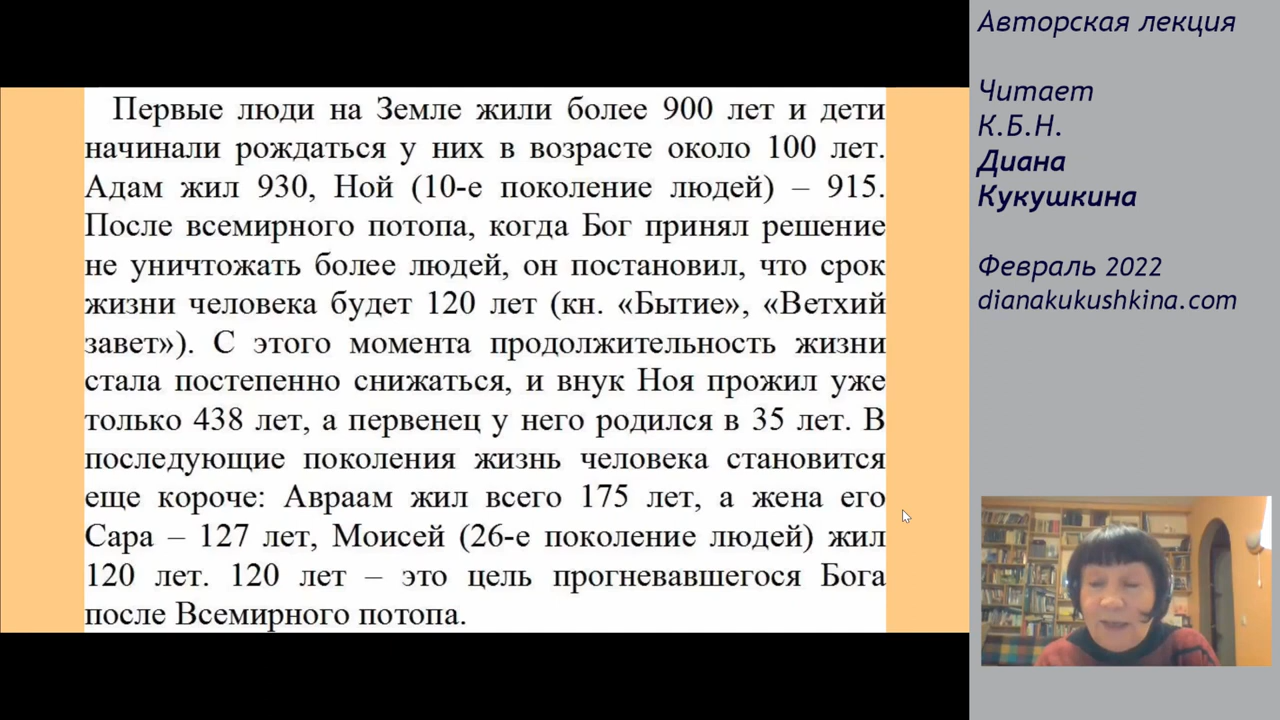 Первые люди на Земле жили более 900 лет и дети
начинали рождаться у них в возрасте около 100 лет.
Адам жил 930, Ной (10-е поколение людей) – 915.
После всемирного потопа, когда Бог принял решение
не уничтожать более людей, он постановил, что срок
жизни человека будет 120 лет (кн. «Бытие», «Ветхий
завет»). С этого момента продолжительность жизни
стала постепенно снижаться, и внук Ноя прожил уже
только 438 лет, а первенец у него родился в 35 лет. В
последующие поколения жизнь человека становится
еще короче: Авраам жил всего 175 лет, а жена его
Сара – 127 лет, Моисей (26-е поколение людей) жил
120 лет. 120 лет – это цель прогневавшегося Бога
после Всемирного потопа.
Авторская лекция
Читает
К.Б.Н.
Диана
Кукушкина
Февраль 2022
dianakukushkina.com